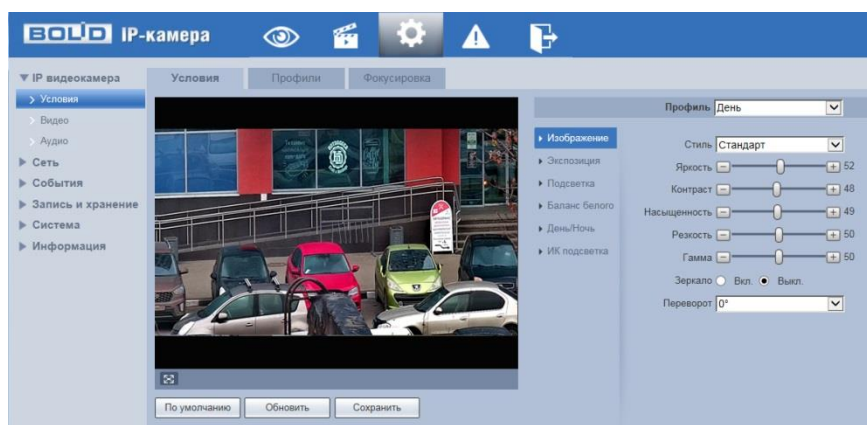 BOLID IP-камера
IP видеокамера
Условия
Видео
Аудио
Сеть
События
Запись и хранение
Система
Информация
Условия Профили Фокусировка
По умолчанию Обновить Сохранить
Изображение
Экспозиция
Подсветка
Баланс белого
День/Ночь
ИК подсветка
Профиль День
Стиль Стандарт
Яркость 52
Контраст 48
Насыщенность 49
Резкость 50
Гамма 50
Зеркало Вкл. Выкл.
Переворот 0°